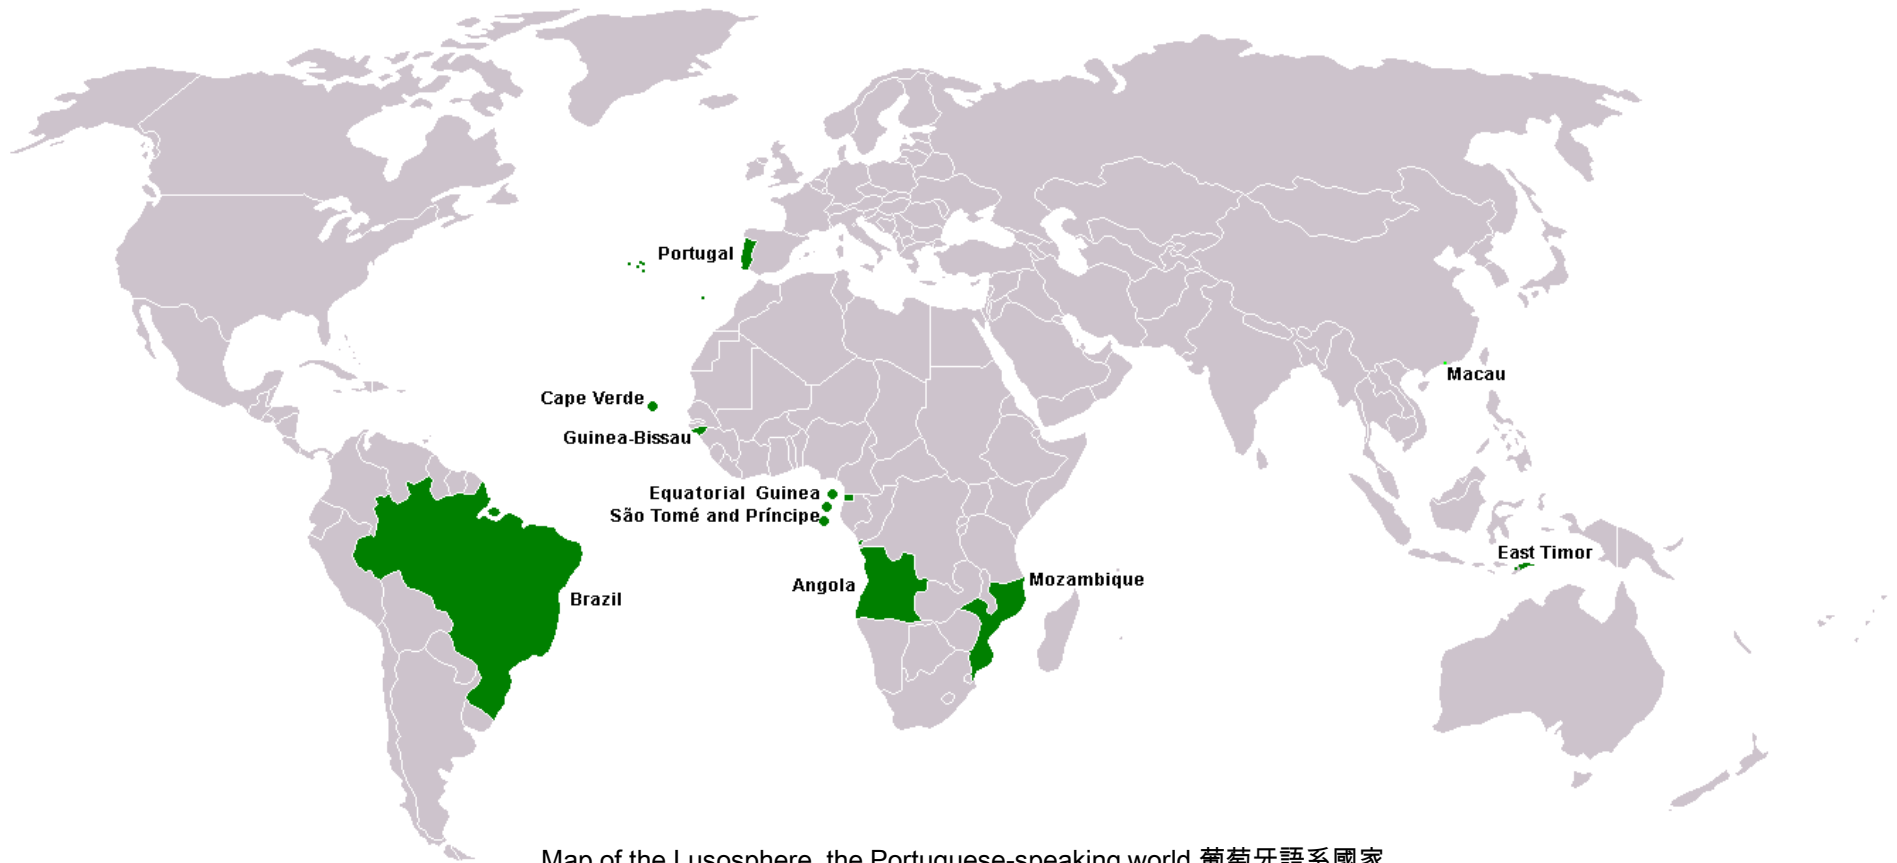 Portugal
Cape Verde
Macau
Guinea-Bissau
Equatorial Guinea
São Tomé and Príncipe
East Timor
Angola
Mozambique
Brazil
Map of the Lusosphere, the Portuguese-speaking world 葡萄牙語系國家